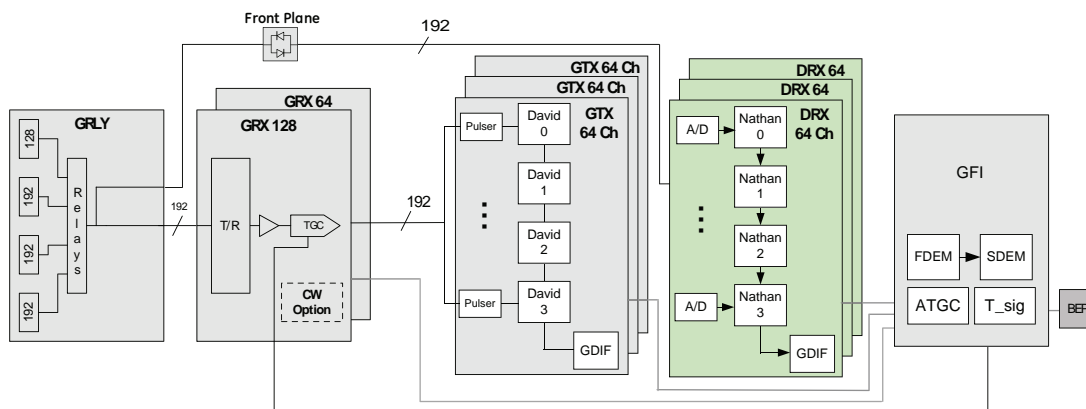 Front Plane
192
GRLY
128
192
192
192
Relays
192
GRX 64
GRX 128
T/R
TGC
CW
Option
192
GTX 64 Ch
GTX 64 Ch
GTX
64 Ch
Pulser
David
0
David
1
David
2
Pulser
David
3
GDIF
DRX 64
DRX 64
DRX
64 Ch
A/D
Nathan
0
Nathan
1
Nathan
2
A/D
Nathan
3
GDIF
GFI
FDEM
SDEM
ATGC
T_sig